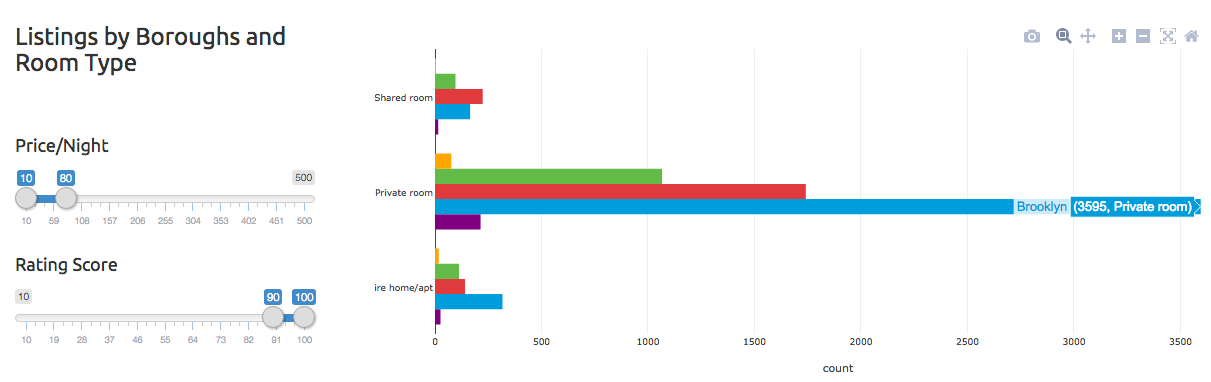 Listings by Boroughs and
Room Type
Price/Night
10 80 500
10 59 108 157 206 255 304 353 402 451 500
Rating Score
10 90 100
10 19 28 37 46 55 64 73 82 91 100
Shared room
Private room
Brooklyn (3595, Private room)
ire home/apt
0 500 1000 1500 2000 2500 3000 3500
count